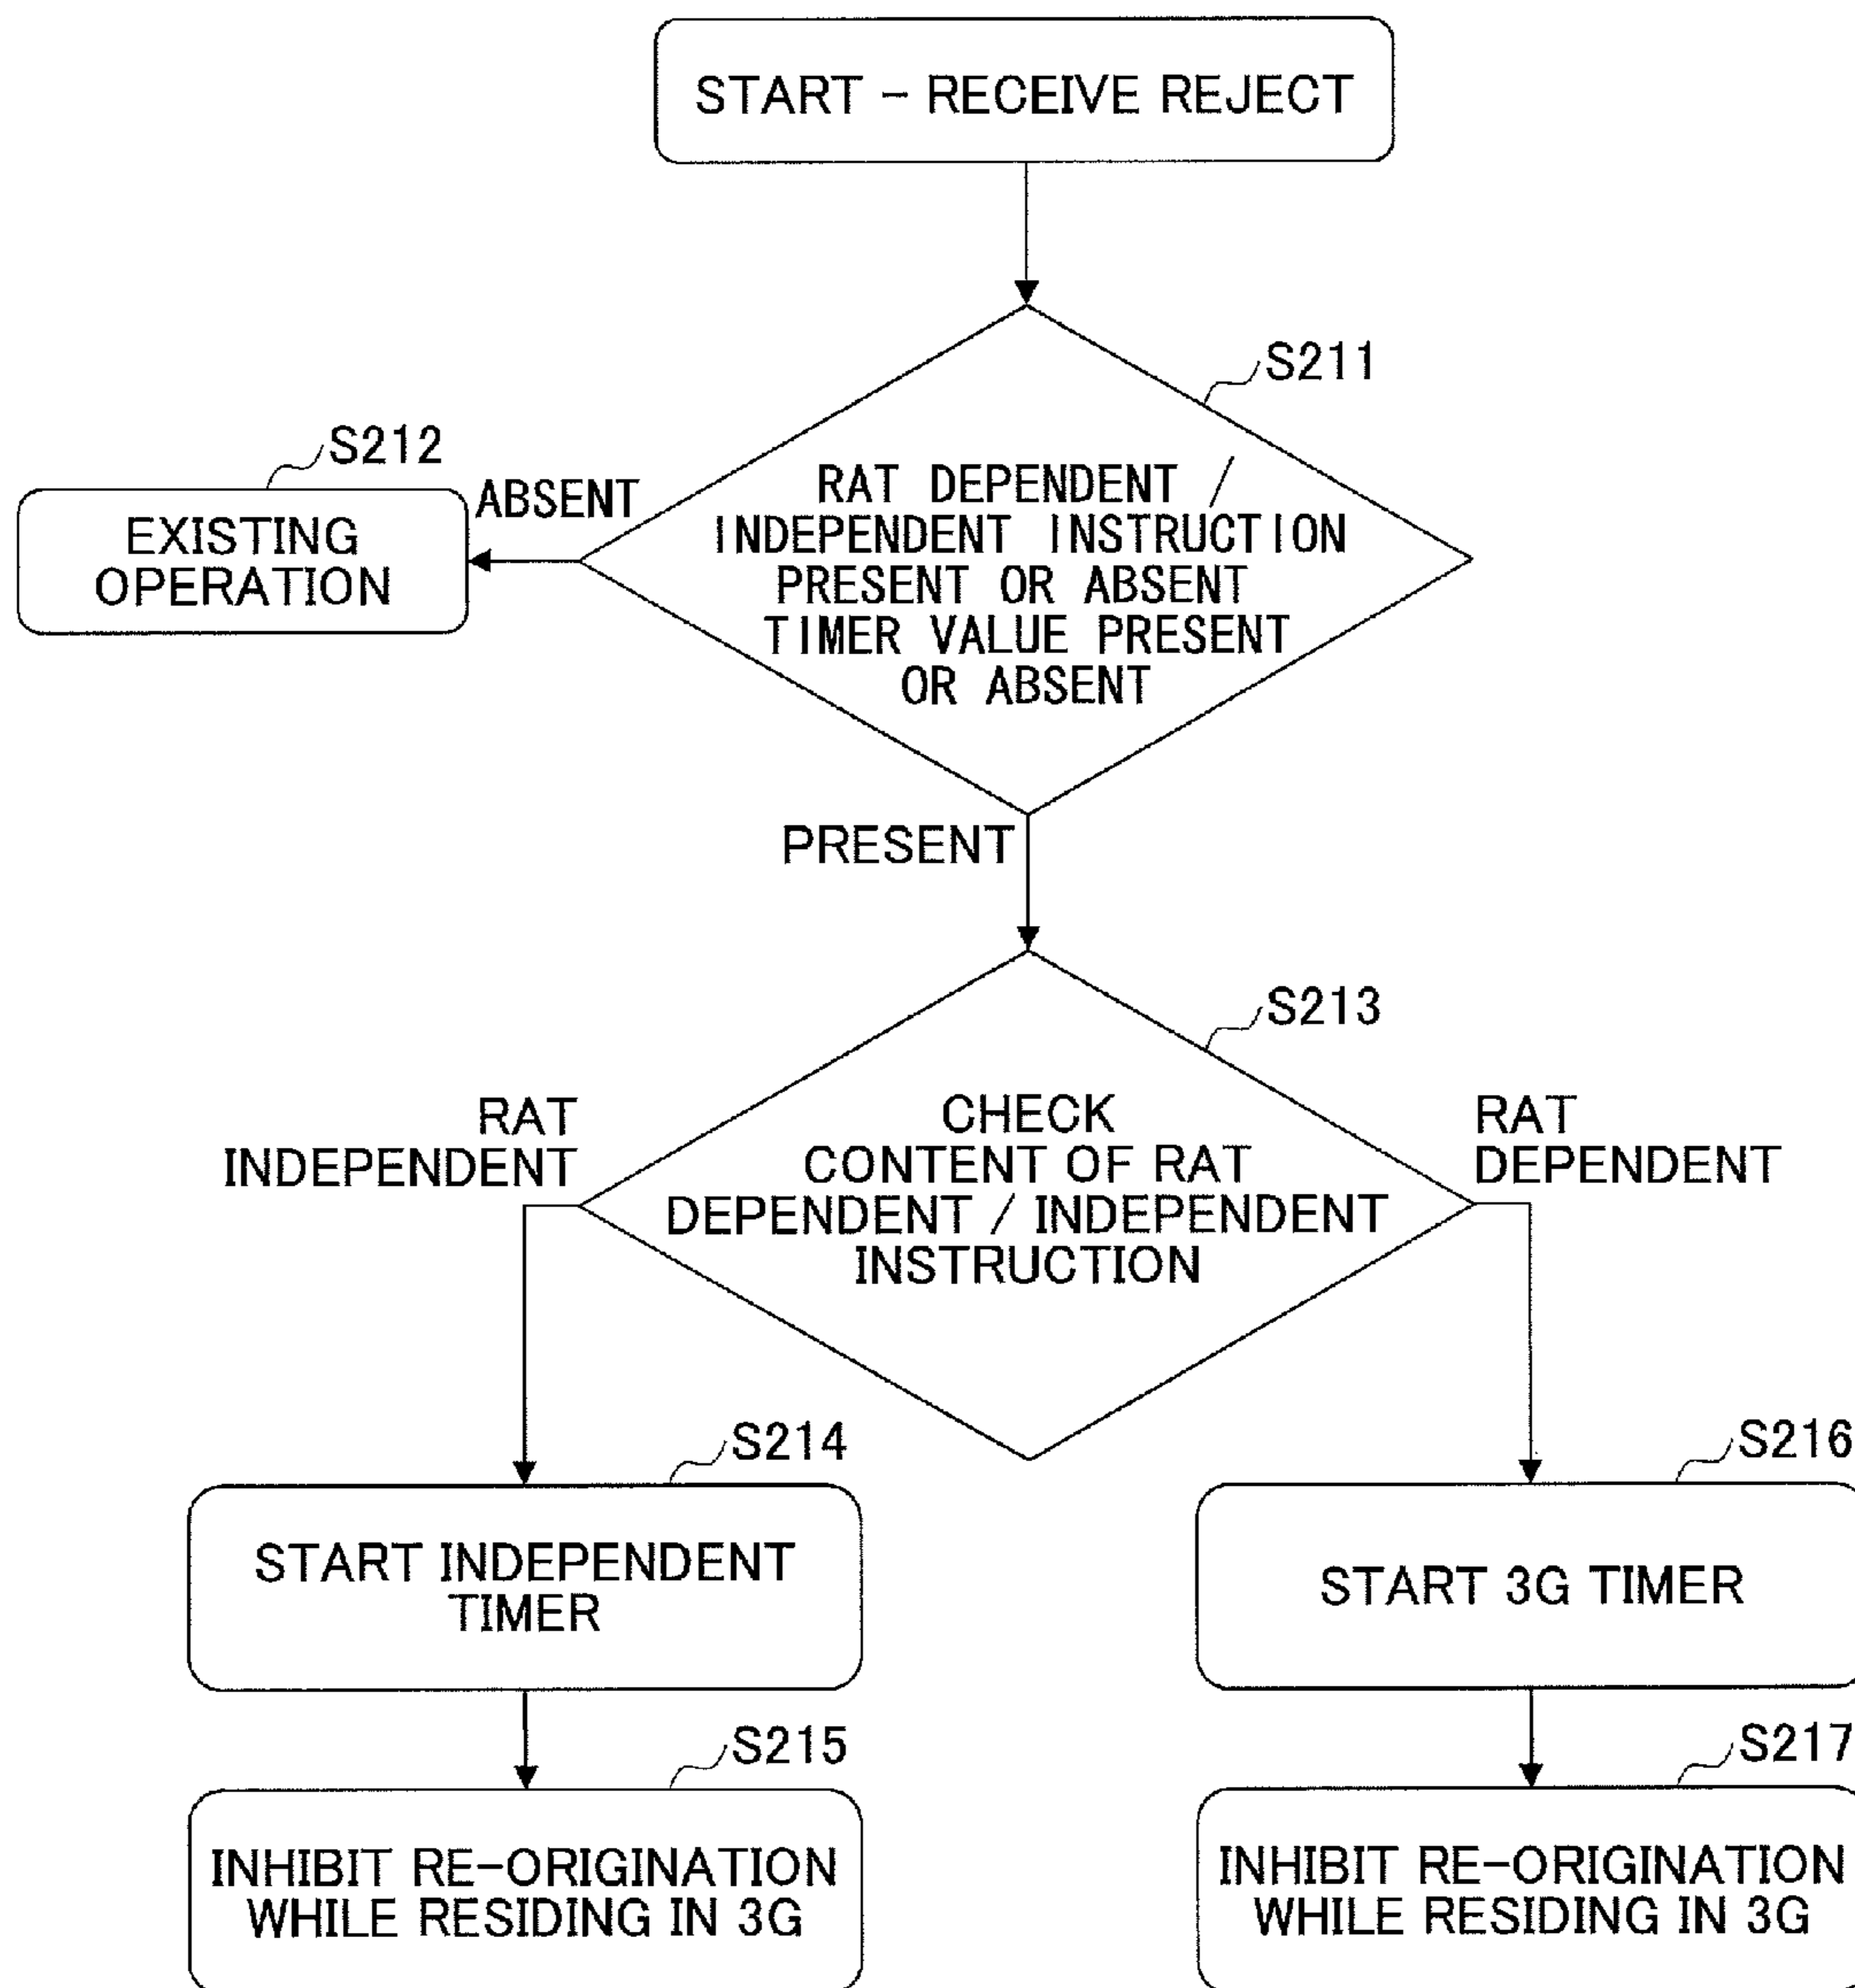 START – RECEIVE REJECT
S211
S212
ABSENT
EXISTING
OPERATION
RAT DEPENDENT /
INDEPENDENT INSTRUCTION
PRESENT OR ABSENT
TIMER VALUE PRESENT
OR ABSENT
PRESENT
S213
RAT
INDEPENDENT
CHECK
CONTENT OF RAT
DEPENDENT / INDEPENDENT
INSTRUCTION
RAT
DEPENDENT
S214
START INDEPENDENT
TIMER
S216
START 3G TIMER
S215
INHIBIT RE-ORIGINATION
WHILE RESIDING IN 3G
S217
INHIBIT RE-ORIGINATION
WHILE RESIDING IN 3G